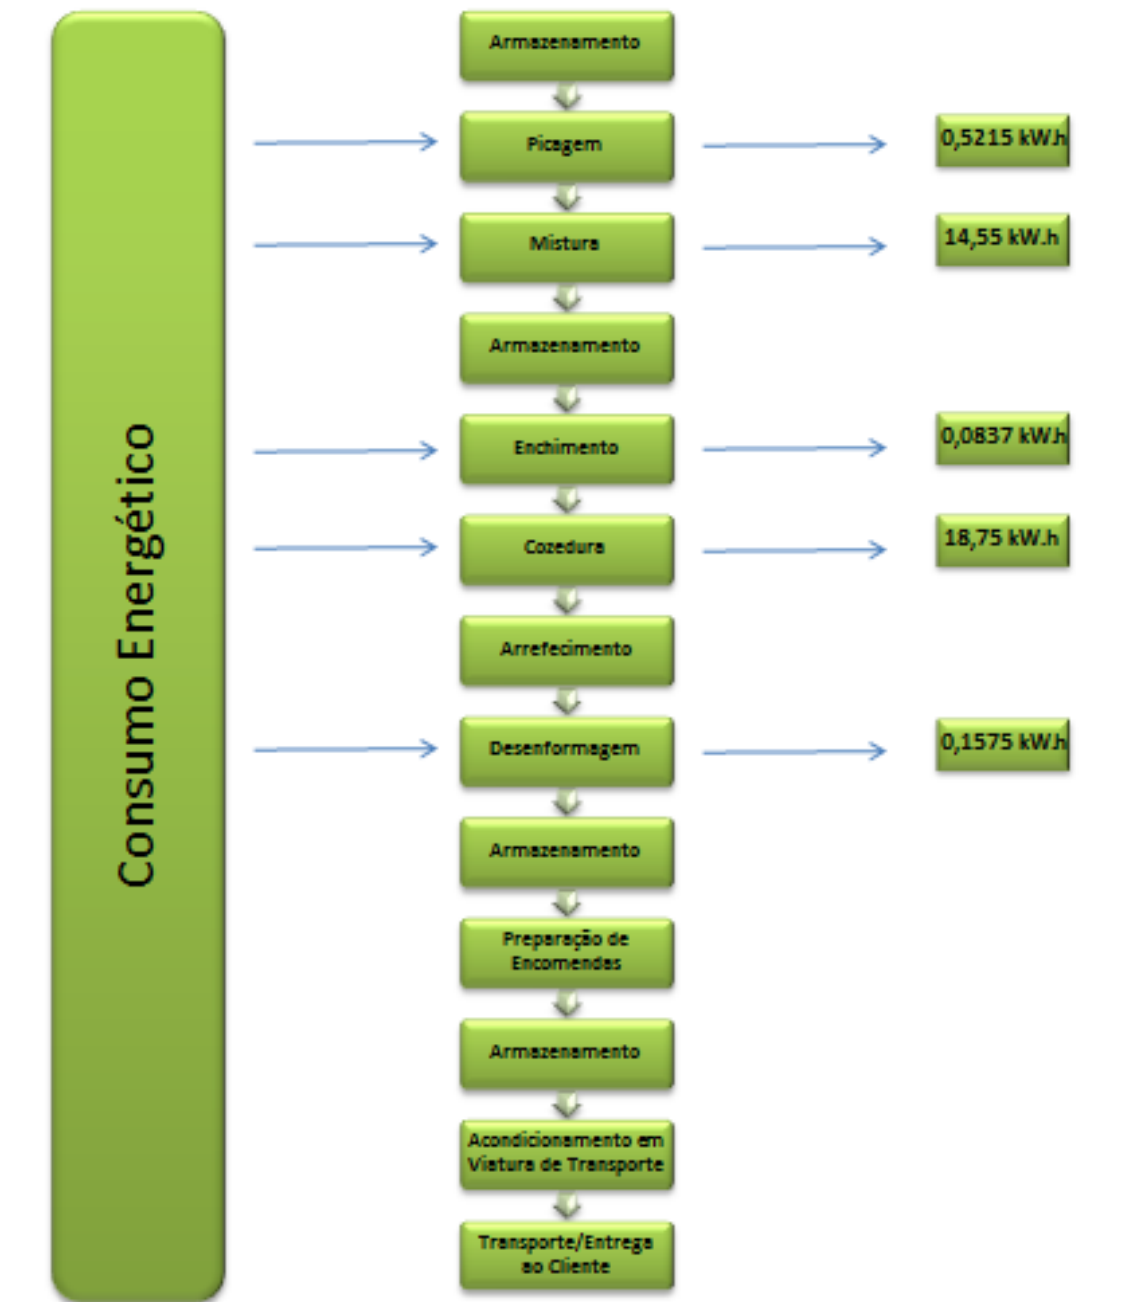 Consumo Energético
Armazenamento
Picagem
0,5215 kW.h
Mistura
14,55 kW.h
Armazenamento
Enchimento
0,0837 kW.h
Cozedura
18,75 kW.h
Arrefecimento
Desenformagem
0,1575 kW.h
Armazenamento
Preparação de
Encomendas
Armazenamento
Acondicionamento em
Viatura de Transporte
Transporte/Entrega
ao Cliente